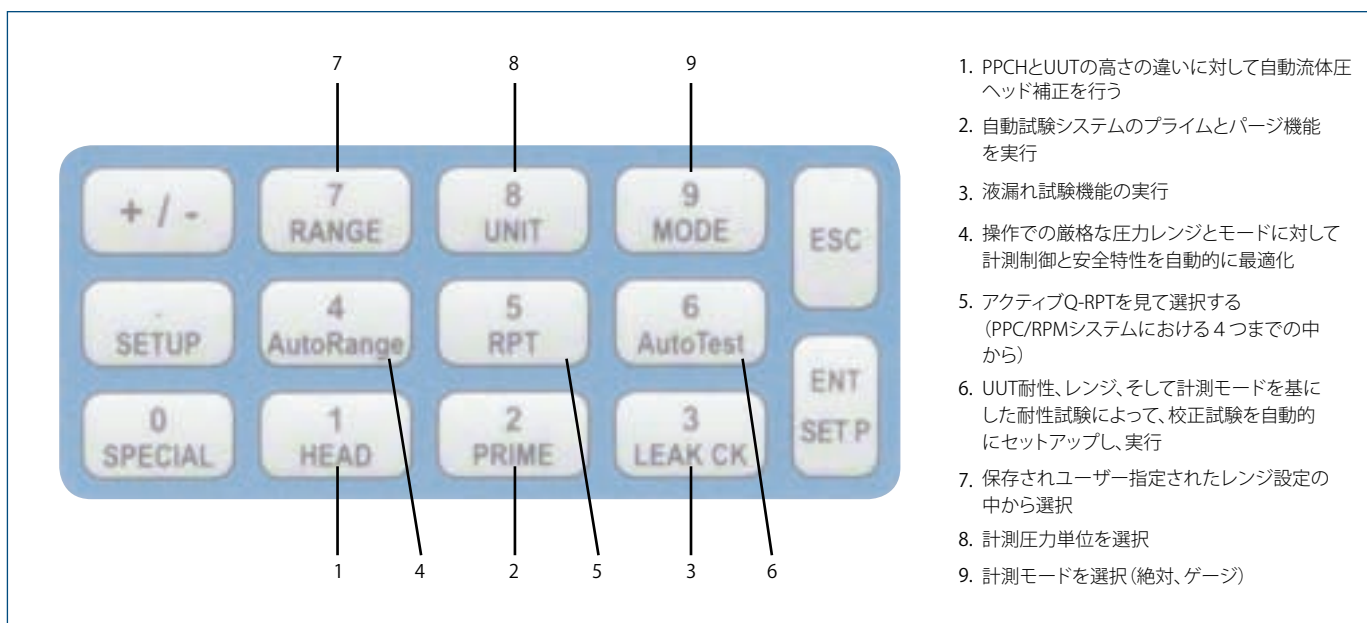 7 8 9
+ / -
7
RANGE
8
UNIT
9
MODE
ESC
.
SETUP
4
AutoRange
5
RPT
6
AutoTest
ENT
SET P
0
SPECIAL
1
HEAD
2
PRIME
3
LEAK CK
1 4 2 5 3 6
1. PPCHとUUTの高さの違いに対して自動流体圧
ヘッド補正を行う
2. 自動試験システムのプライムとパージ機能
を実行
3. 液漏れ試験機能の実行
4. 操作での厳格な圧力レンジとモードに対して
計測制御と安全特性を自動的に最適化
5. アクティブQ-RPTを見て選択する
（PPC/RPMシステムにおける４つまでの中
から）
6. UUT耐性、レンジ、そして計測モードを基に
した耐性試験によって、校正試験を自動的
にセットアップし、実行
7. 保存されユーザー指定されたレンジ設定の
中から選択
8. 計測圧力単位を選択
9. 計測モードを選択（絶対、ゲージ）